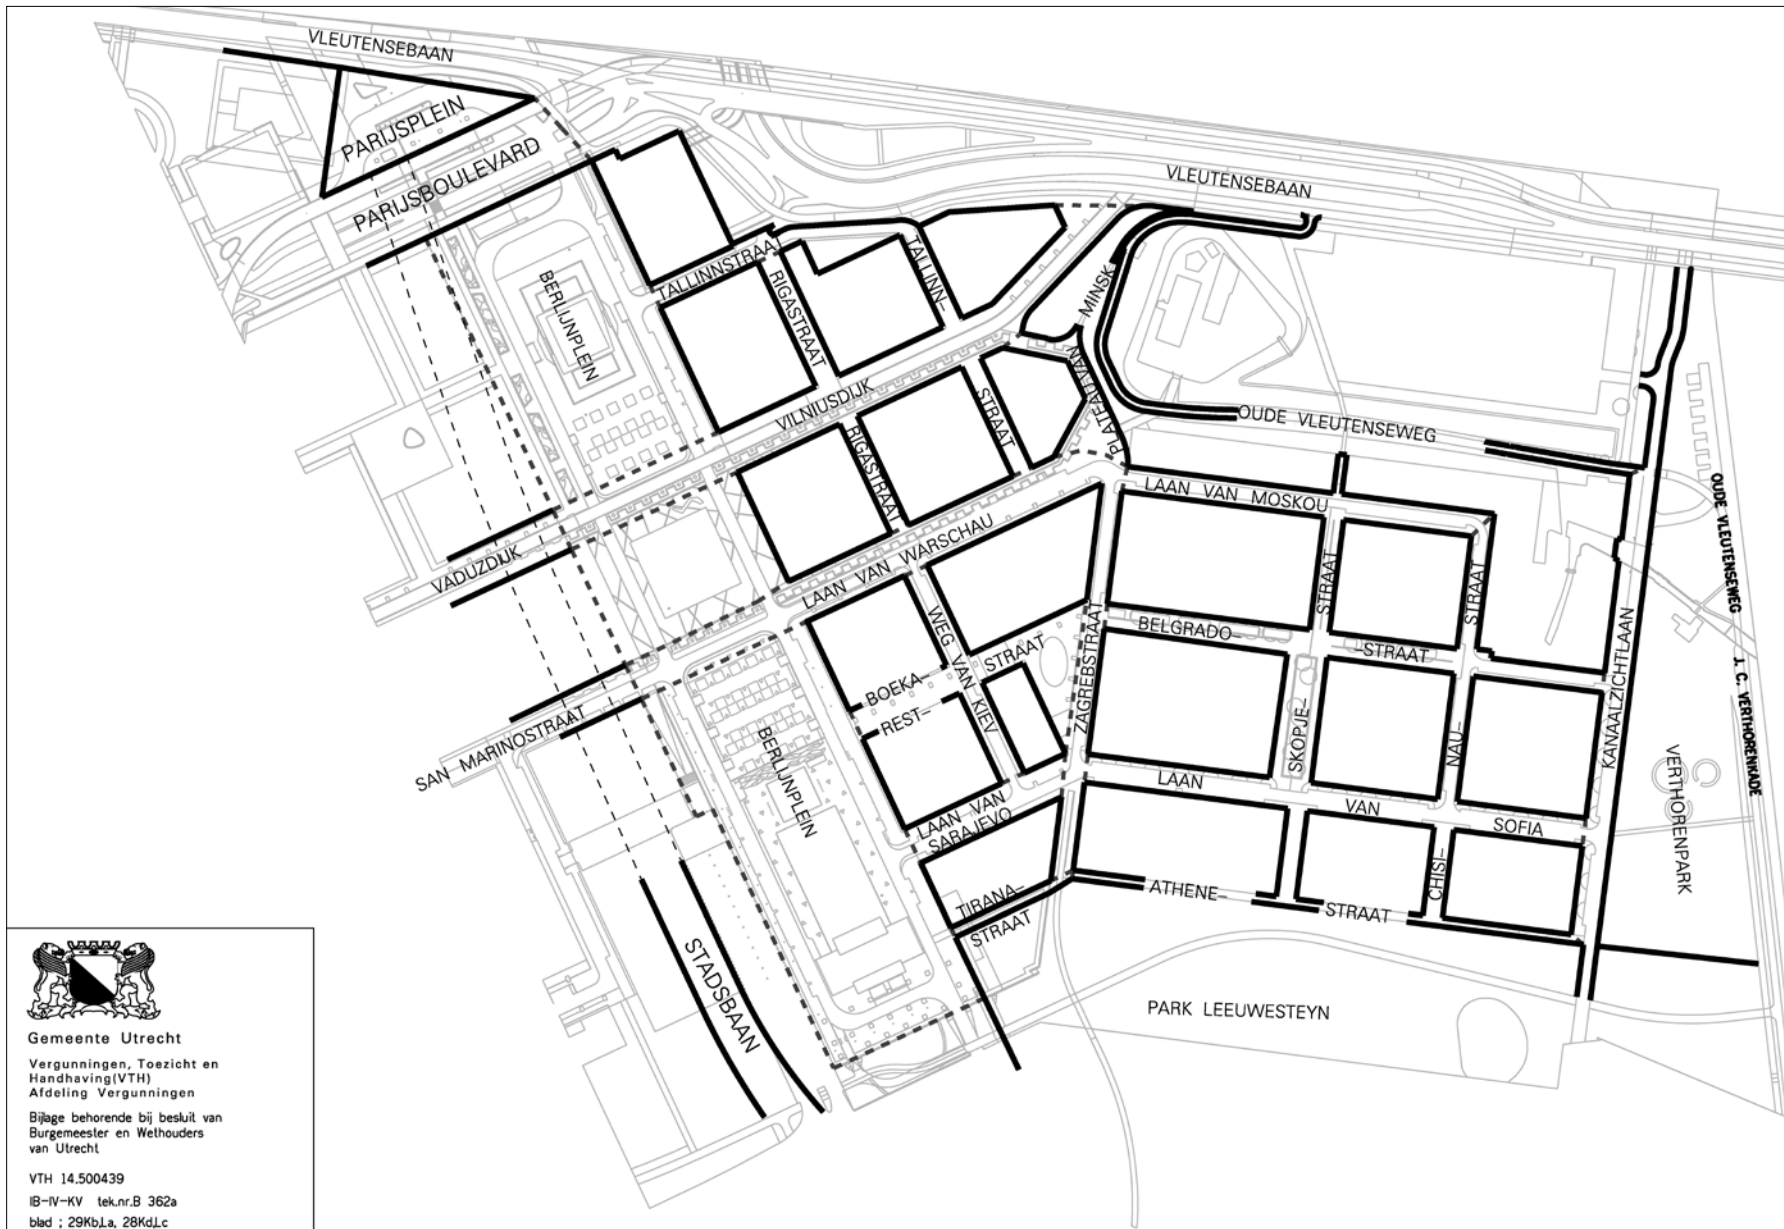 VLEUTENSEBAAN
PARIJSPLEIN
PARIJSBOULEVARD
VLEUTENSEBAAN
TALLINNSTRAAT
TALLINN–
BERLIJNPLEIN
RIGASTRAAT
MINSK
PLATEAU VAN
VILNIUSDIJK
STRAAT
RIGASTRAAT
OUDE VLEUTENSEWEG
LAAN VAN MOSKOU
OUDE VLEUTENSEWEG
J. C. VERTHORENKADE
VADUZDIJK
LAAN VAN WARSCHAU
STRAAT
STRAAT
WEG VAN KIEV
STRAAT
BELGRADO–
STRAAT
ZAGREBSTRAAT
KANAALZICHTLAAN
BOEKA–
REST–
SKOPJE–
NAU–
SAN MARINOSTRAAT
BERLIJNPLEIN
VERTHORENPARK
LAAN VAN
SARAJEVO
LAAN
VAN
SOFIA
CHISI–
TIRANA–
STRAAT
ATHENE–
STRAAT
STADSBAAN
PARK LEEUWESTEYN
Gemeente Utrecht
Vergunningen, Toezicht en
Handhaving(VTH)
Afdeling Vergunningen
Bijlage behorende bij besluit van
Burgemeester en Wethouders
van Utrecht
VTH 14.500439
IB-IV-KV tek.nr.B 362a
blad ; 29Kb,La, 28Kd,Lc